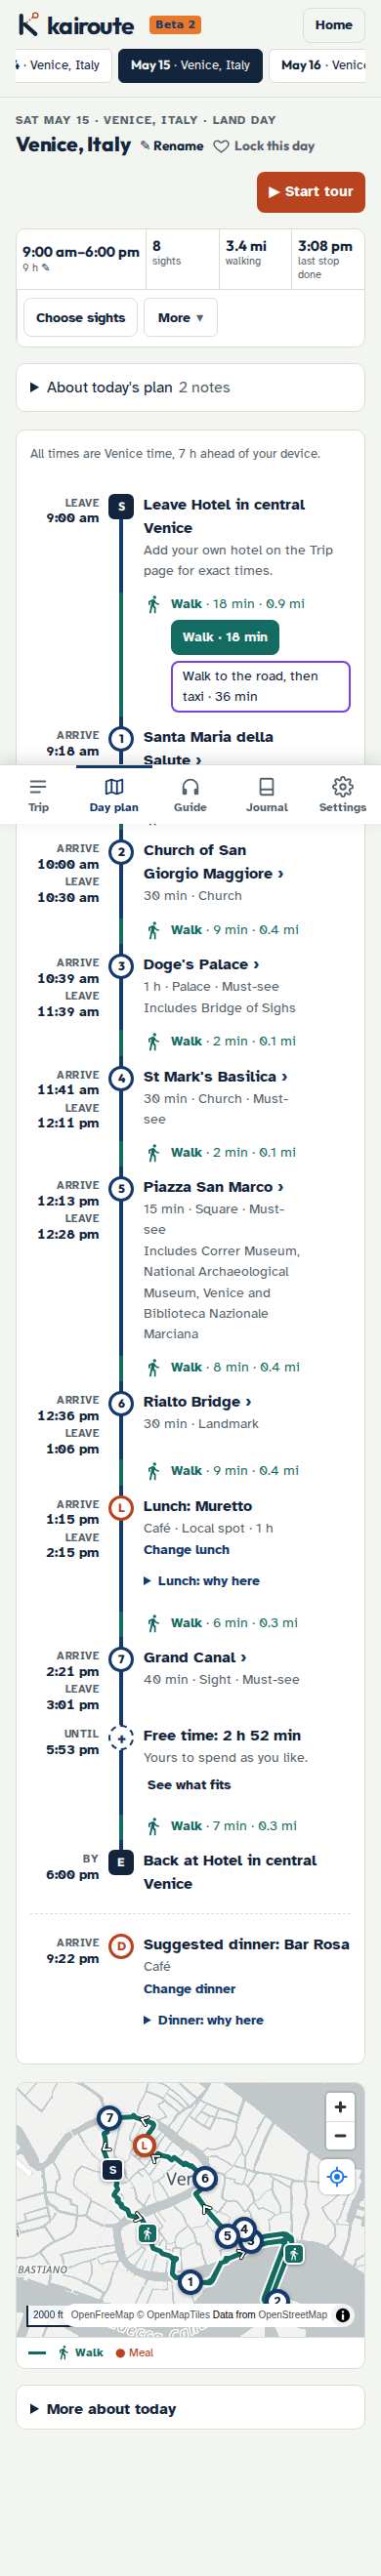 kairoute
Beta 2
Home
· Venice, Italy
May 15 · Venice, Italy
May 16 · Venice
SAT MAY 15 · VENICE, ITALY · LAND DAY
Venice, Italy
✎ Rename
Lock this day
▶ Start tour
9:00 am–6:00 pm
9 h ✎
8
sights
3.4 mi
walking
3:08 pm
last stop
done
Choose sights
More ▼
▶ About today's plan 2 notes
All times are Venice time, 7 h ahead of your device.
LEAVE
9:00 am
S
Leave Hotel in central
Venice
Add your own hotel on the Trip
page for exact times.
Walk · 18 min · 0.9 mi
Walk · 18 min
Walk to the road, then
taxi · 36 min
ARRIVE
9:18 am
1
Santa Maria della
Salute ›
Trip
Day plan
Guide
Journal
Settings
ARRIVE
10:00 am
LEAVE
10:30 am
2
Church of San
Giorgio Maggiore ›
30 min · Church
Walk · 9 min · 0.4 mi
ARRIVE
10:39 am
LEAVE
11:39 am
3
Doge's Palace ›
1 h · Palace · Must-see
Includes Bridge of Sighs
Walk · 2 min · 0.1 mi
ARRIVE
11:41 am
LEAVE
12:11 pm
4
St Mark's Basilica ›
30 min · Church · Must-
see
Walk · 2 min · 0.1 mi
ARRIVE
12:13 pm
LEAVE
12:28 pm
5
Piazza San Marco ›
15 min · Square · Must-
see
Includes Correr Museum,
National Archaeological
Museum, Venice and
Biblioteca Nazionale
Marciana
Walk · 8 min · 0.4 mi
ARRIVE
12:36 pm
LEAVE
1:06 pm
6
Rialto Bridge ›
30 min · Landmark
Walk · 9 min · 0.4 mi
ARRIVE
1:15 pm
LEAVE
2:15 pm
L
Lunch: Muretto
Café · Local spot · 1 h
Change lunch
▶ Lunch: why here
Walk · 6 min · 0.3 mi
ARRIVE
2:21 pm
LEAVE
3:01 pm
7
Grand Canal ›
40 min · Sight · Must-see
UNTIL
5:53 pm
+
Free time: 2 h 52 min
Yours to spend as you like.
See what fits
Walk · 7 min · 0.3 mi
BY
6:00 pm
E
Back at Hotel in central
Venice
ARRIVE
9:22 pm
D
Suggested dinner: Bar Rosa
Café
Change dinner
▶ Dinner: why here
7
L
S
Ver
6
5
4
3
1
2
+
−
BASTIANO
2000 ft
OpenFreeMap © OpenMapTiles Data from OpenStreetMap
Walk
Meal
▶ More about today